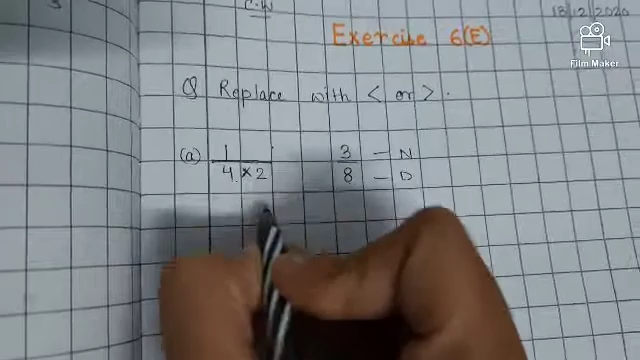 C.W
18/12/2020
Exercise 6(E)
Film Maker
Q Replace with < or > .
(a) 1/4 × 2 3/8 — N — D